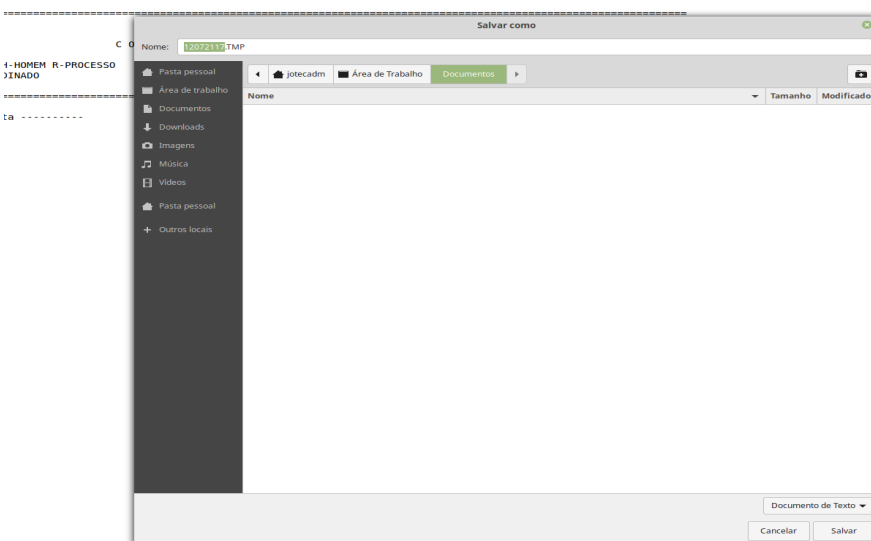 ====================================================================================================================
Salvar como
C O
Nome: 12072117.TMP
H-HOMEM R-PROCESSO
DINADO
=======================
ta ----------
Pasta pessoal
Área de trabalho
Documentos
Downloads
Imagens
Música
Vídeos
Pasta pessoal
Outros locais
jotecadm Área de Trabalho Documentos
Nome Tamanho Modificado
Documento de Texto
Cancelar Salvar